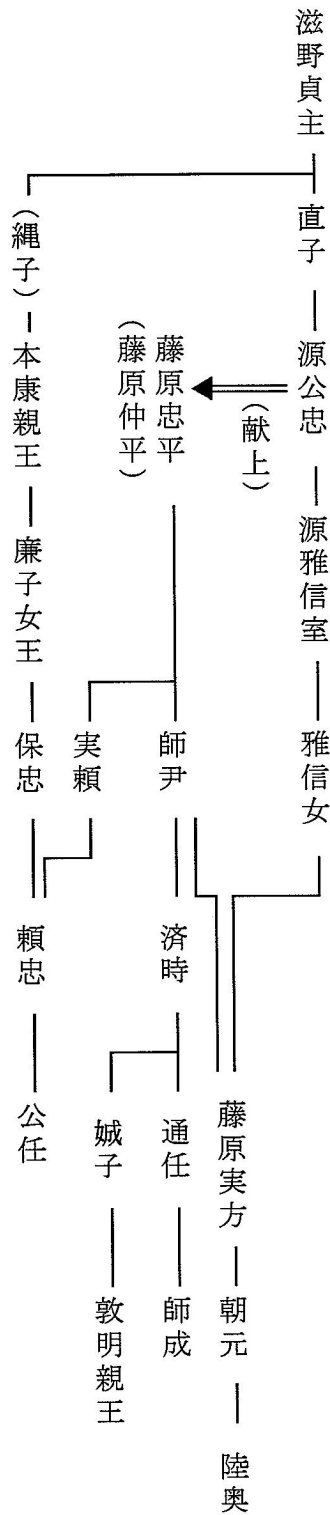 滋野貞主
直子
源公忠
源雅信室
雅信女
(献上)
藤原忠平
(藤原仲平)
(縄子)
本康親王
廉子女王
保忠
師尹
実頼
済時
頼忠
藤原実方
朝元
陸奥
通任
師成
娍子
敦明親王
公任